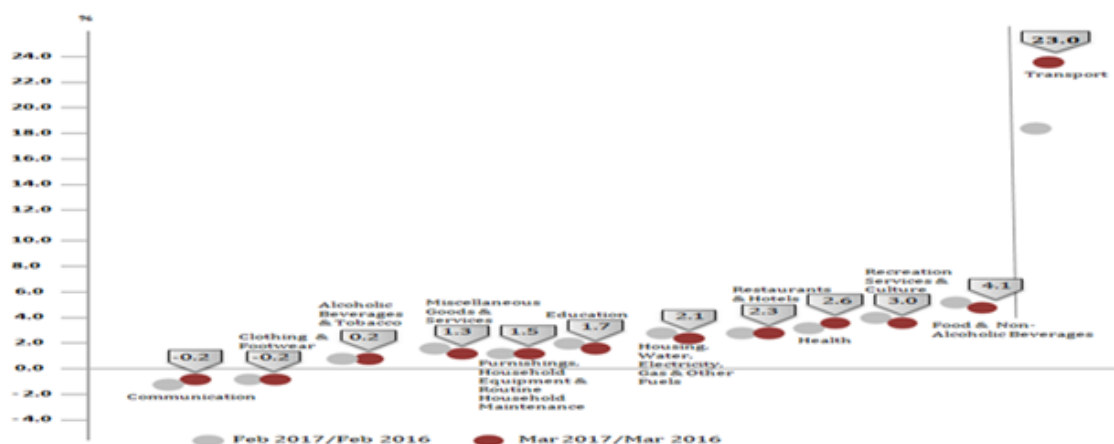 %
24.0
22.0
20.0
18.0
16.0
14.0
12.0
10.0
8.0
6.0
4.0
2.0
0.0
-2.0
-4.0
-0.2
Communication
Clothing &
Footwear
-0.2
Alcoholic
Beverages
& Tobacco
0.2
Miscellaneous
Goods &
Services
1.3
1.5
Furnishings,
Household
Equipment &
Routine
Household
Maintenance
Education
1.7
2.1
Housing,
Water,
Electricity,
Gas & Other
Fuels
Restaurants
& Hotels
2.3
2.6
Health
Recreation
Services &
Culture
3.0
4.1
Food & Non-
Alcoholic Beverages
23.0
Transport
Feb 2017/Feb 2016
Mar 2017/Mar 2016